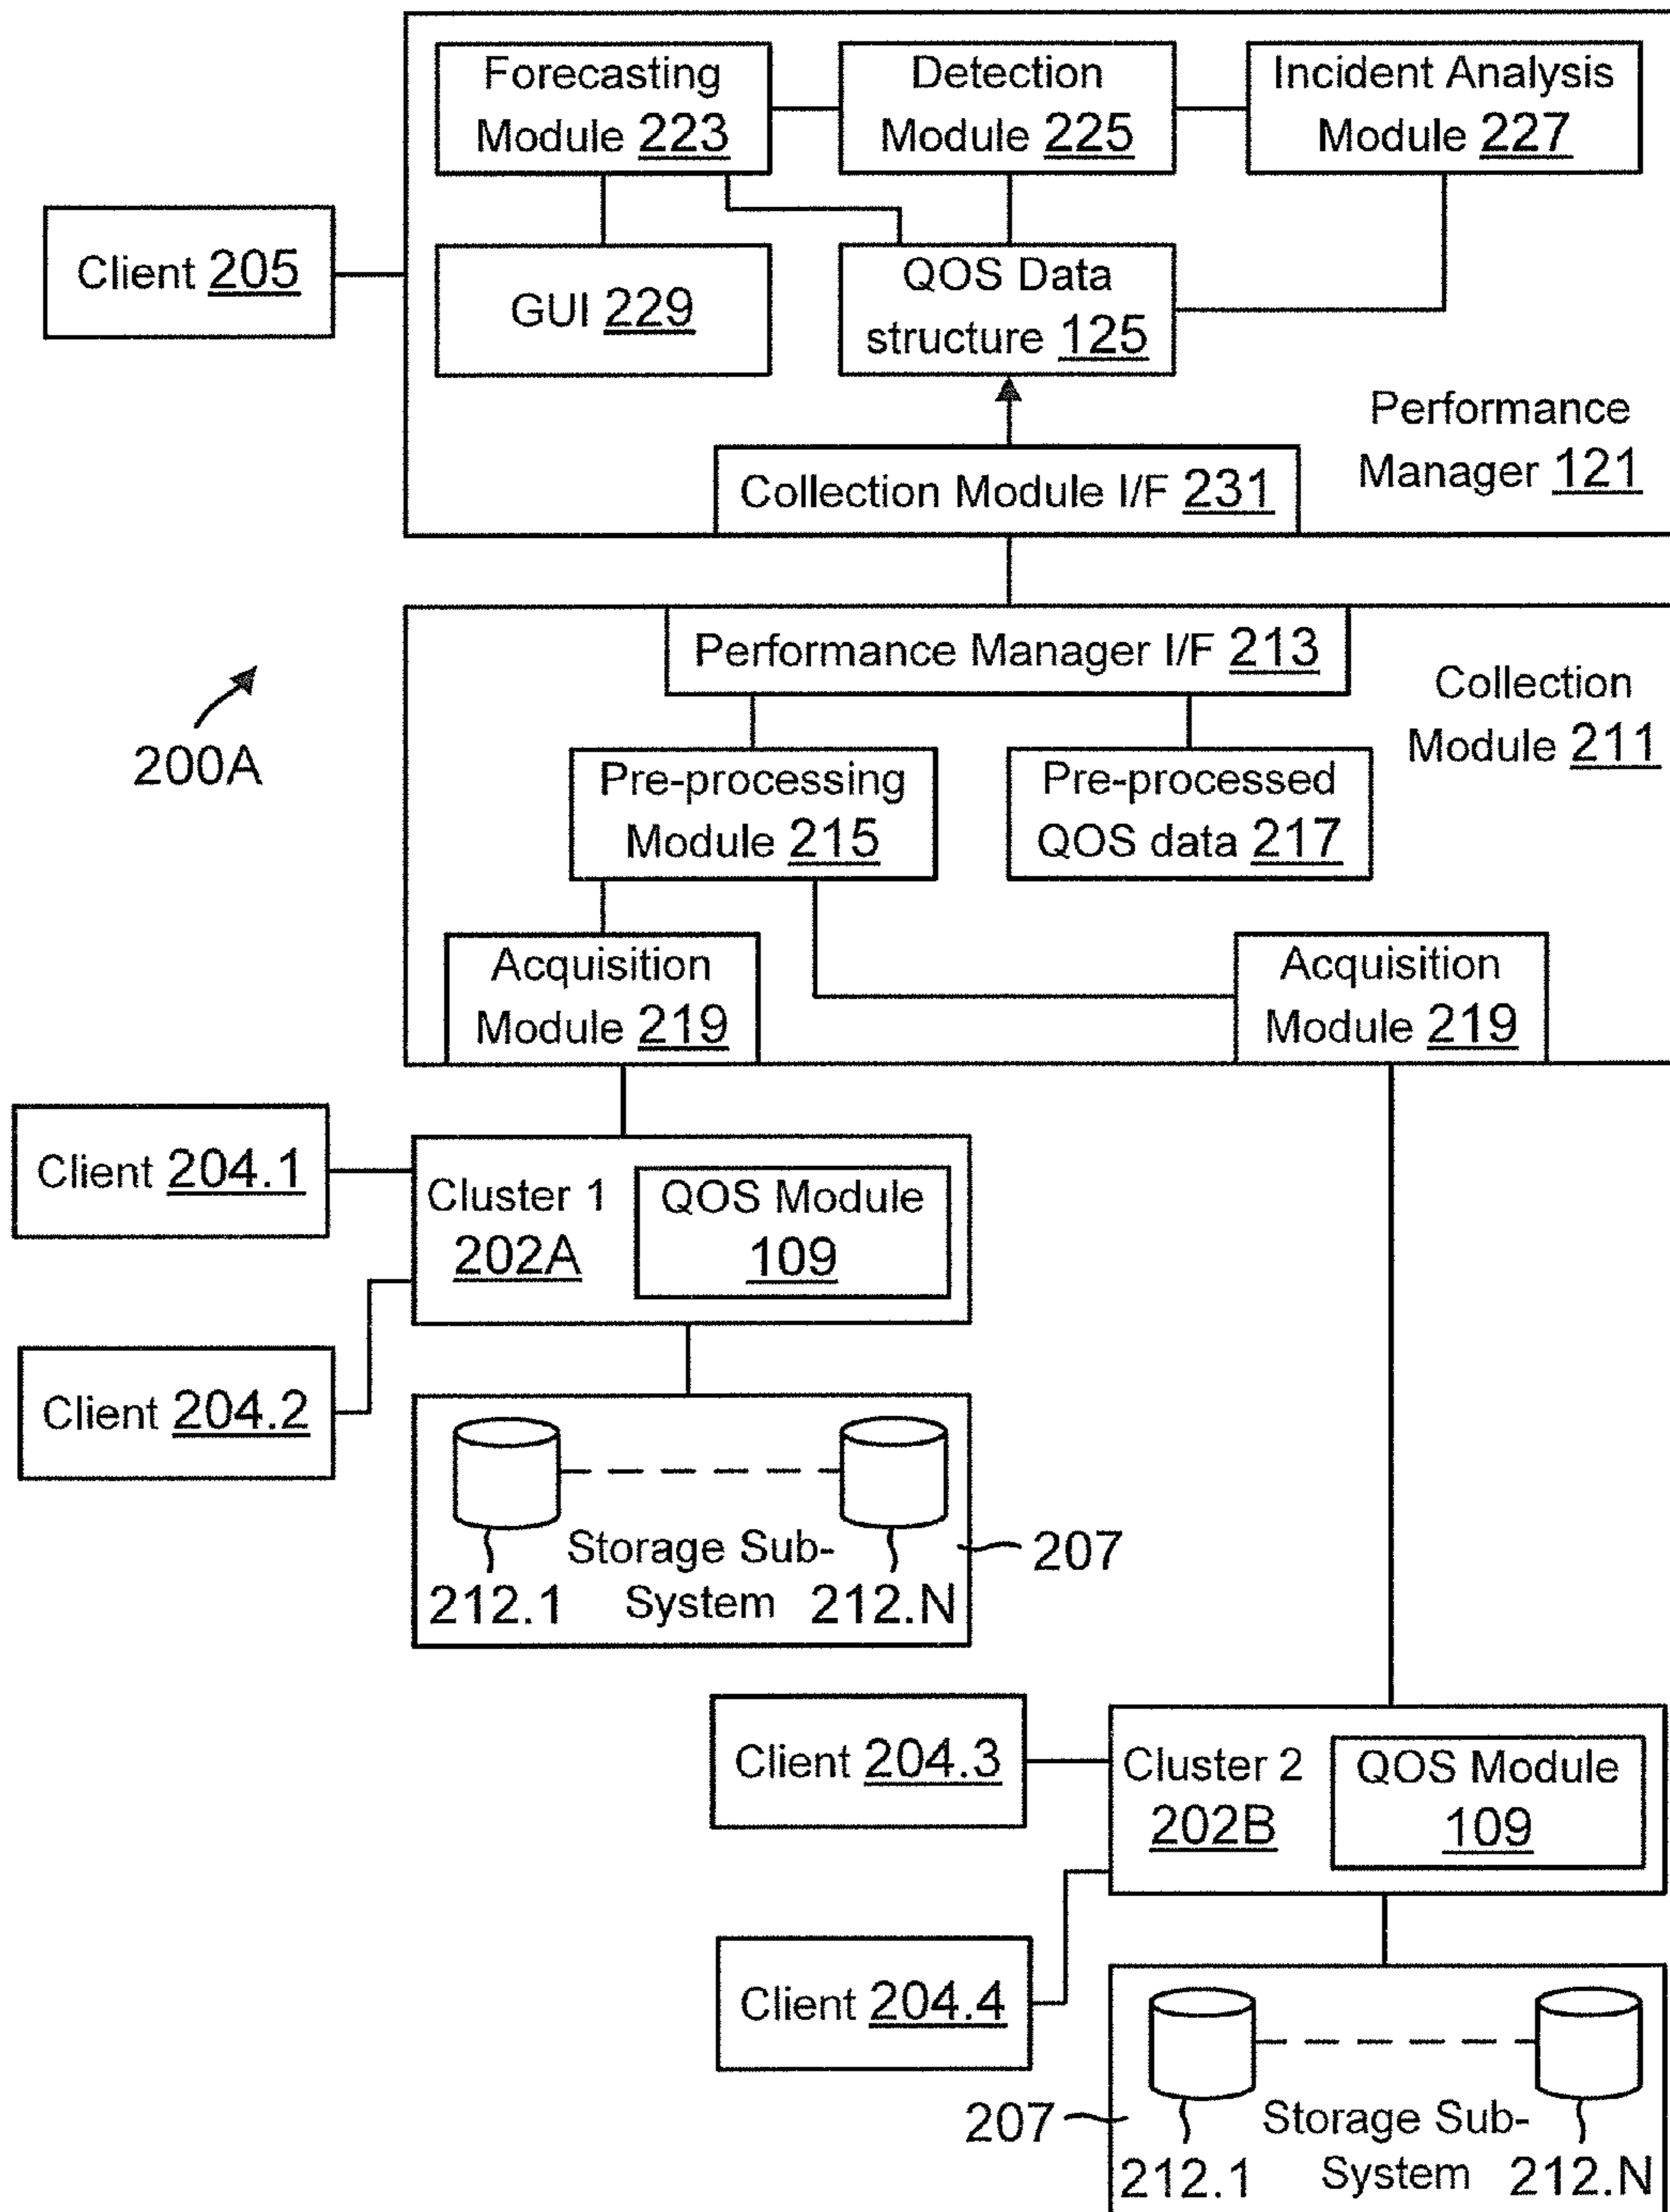 Forecasting
Module 223
Detection
Module 225
Incident Analysis
Module 227
Client 205
GUI 229
QOS Data
structure 125
Performance
Manager 121
Collection Module I/F 231
Performance Manager I/F 213
Collection
Module 211
200A
Pre-processing
Module 215
Pre-processed
QOS data 217
Acquisition
Module 219
Acquisition
Module 219
Client 204.1
Cluster 1
202A
QOS Module
109
Client 204.2
Storage Sub-
System
212.1
212.N
207
Client 204.3
Cluster 2
202B
QOS Module
109
Client 204.4
207
Storage Sub-
System
212.1
212.N